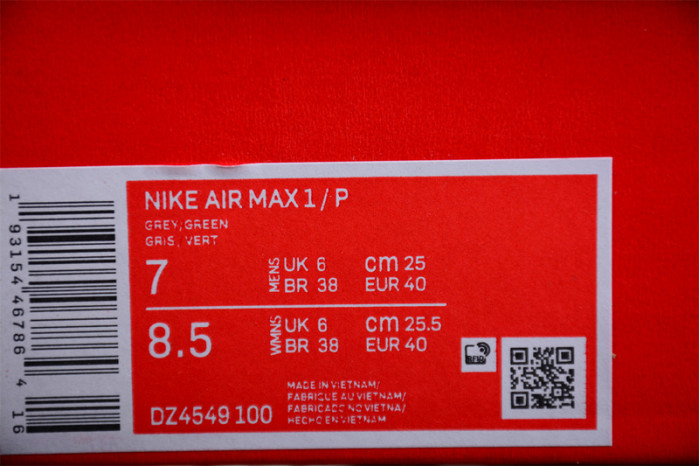 NIKE AIR MAX 1 / P
GREY;GREEN
GRIS; VERT
7
MENS
UK 6
cm 25
BR 38
EUR 40
8.5
WMNS
UK 6
cm 25.5
BR 38
EUR 40
MADE IN VIETNAM/
FABRIQUE AU VIETNAM/
FABRICADO NO VIETNA/
HECHO EN VIETNAM
DZ4549 100
1 93154 46786 4 16